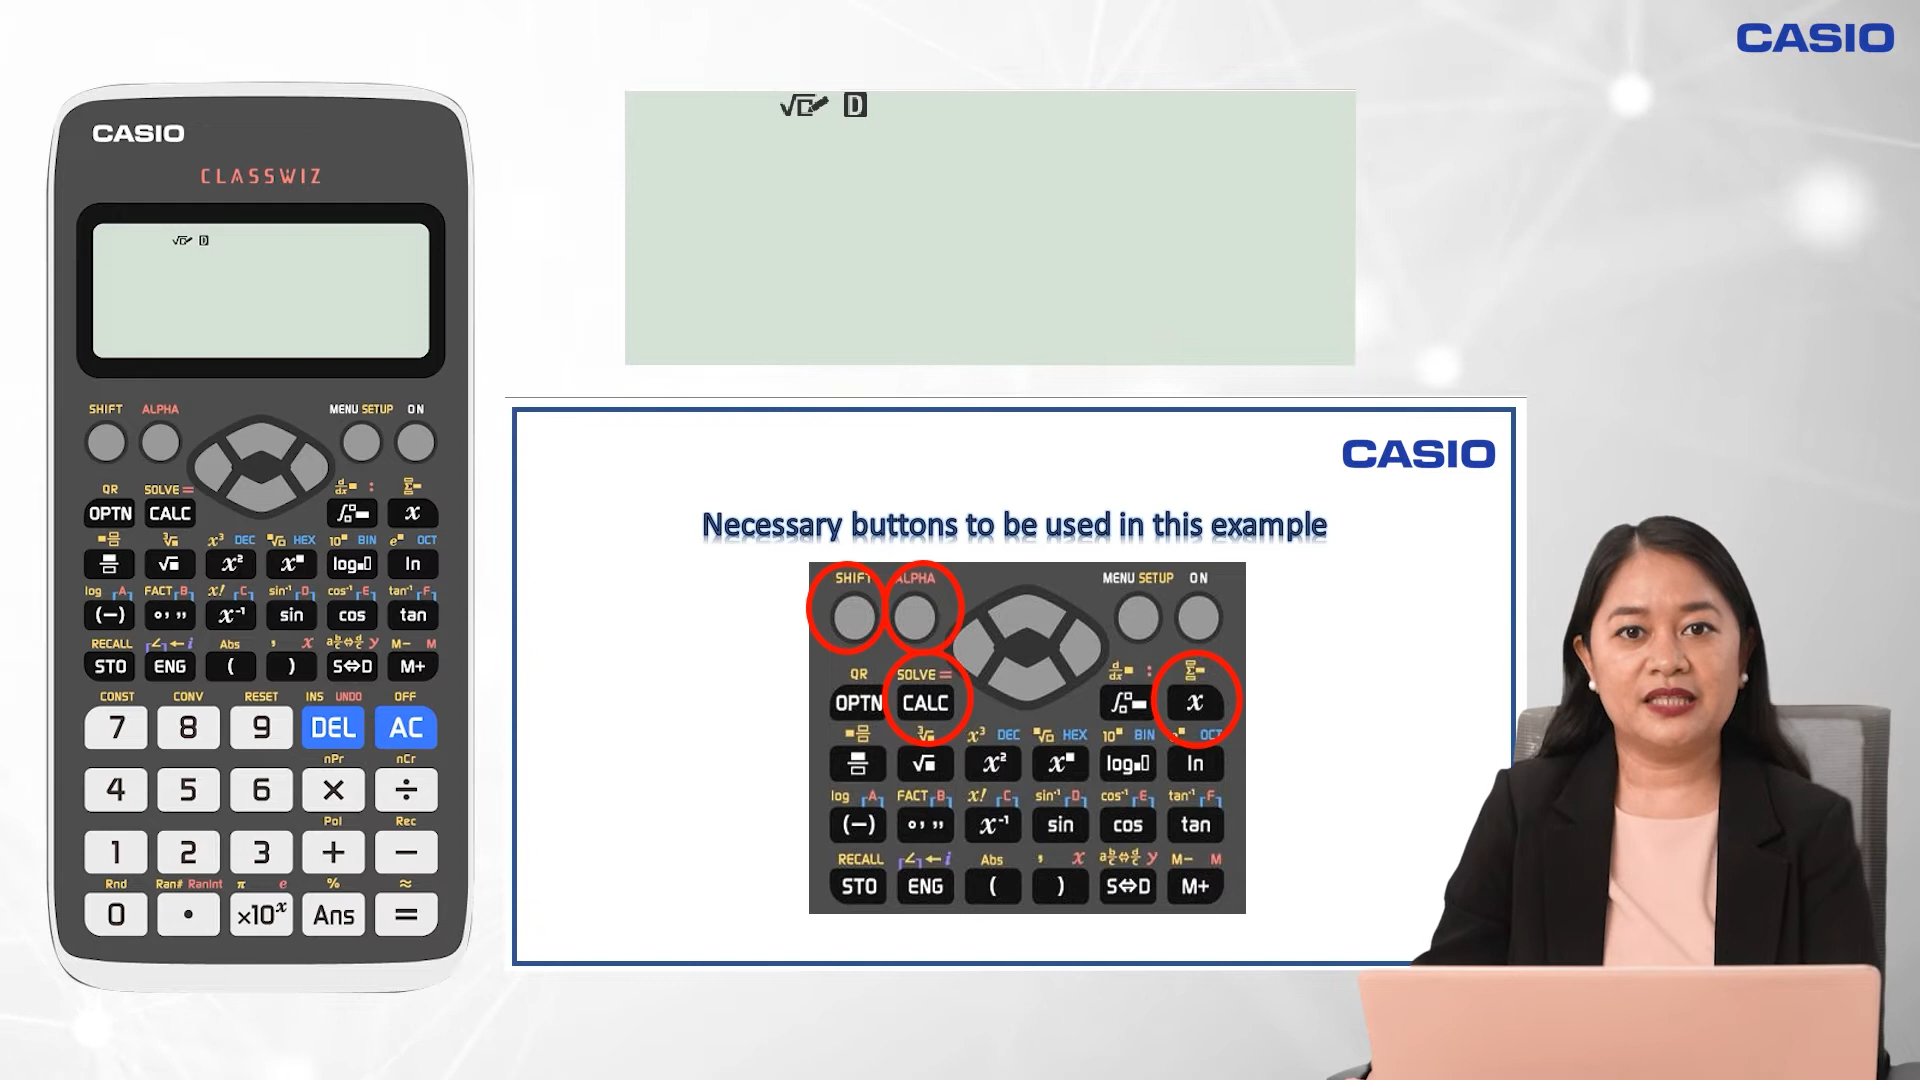 CASIO
CASIO
CLASSWIZ
√□ D
√□ D
SHIFT ALPHA MENU SETUP ON
QR SOLVE = d/dx■ : Σ■
OPTN CALC ∫■ x
■■/■ ³√■ x³ DEC ■√□ HEX 10■ BIN e■ OCT
■/■ √■ x² x■ log■□ ln
log A FACT B x! C sin⁻¹ D cos⁻¹ E tan⁻¹ F
(−) °’ ” x⁻¹ sin cos tan
RECALL ∠ ← i Abs , x a b/c⇔d/c y M− M
STO ENG ( ) S⇔D M+
CONST CONV RESET INS UNDO OFF
7 8 9 DEL AC
nPr nCr
4 5 6 × ÷
Pol Rec
1 2 3 + −
Rnd Ran# RanInt π e % ≈
0 • ×10ˣ Ans =
CASIO
Necessary buttons to be used in this example
SHIFT ALPHA MENU SETUP ON
QR SOLVE = d/dx■ : Σ■
OPTN CALC ∫■ x
■■/■ ³√■ x³ DEC ■√□ HEX 10■ BIN ■ OCT
■/■ √■ x² x■ log■□ ln
log A FACT B x! C sin⁻¹ D cos⁻¹ E tan⁻¹ F
(−) °’ ” x⁻¹ sin cos tan
RECALL ∠ ← i Abs , x a b/c⇔d/c y M− M
STO ENG ( ) S⇔D M+